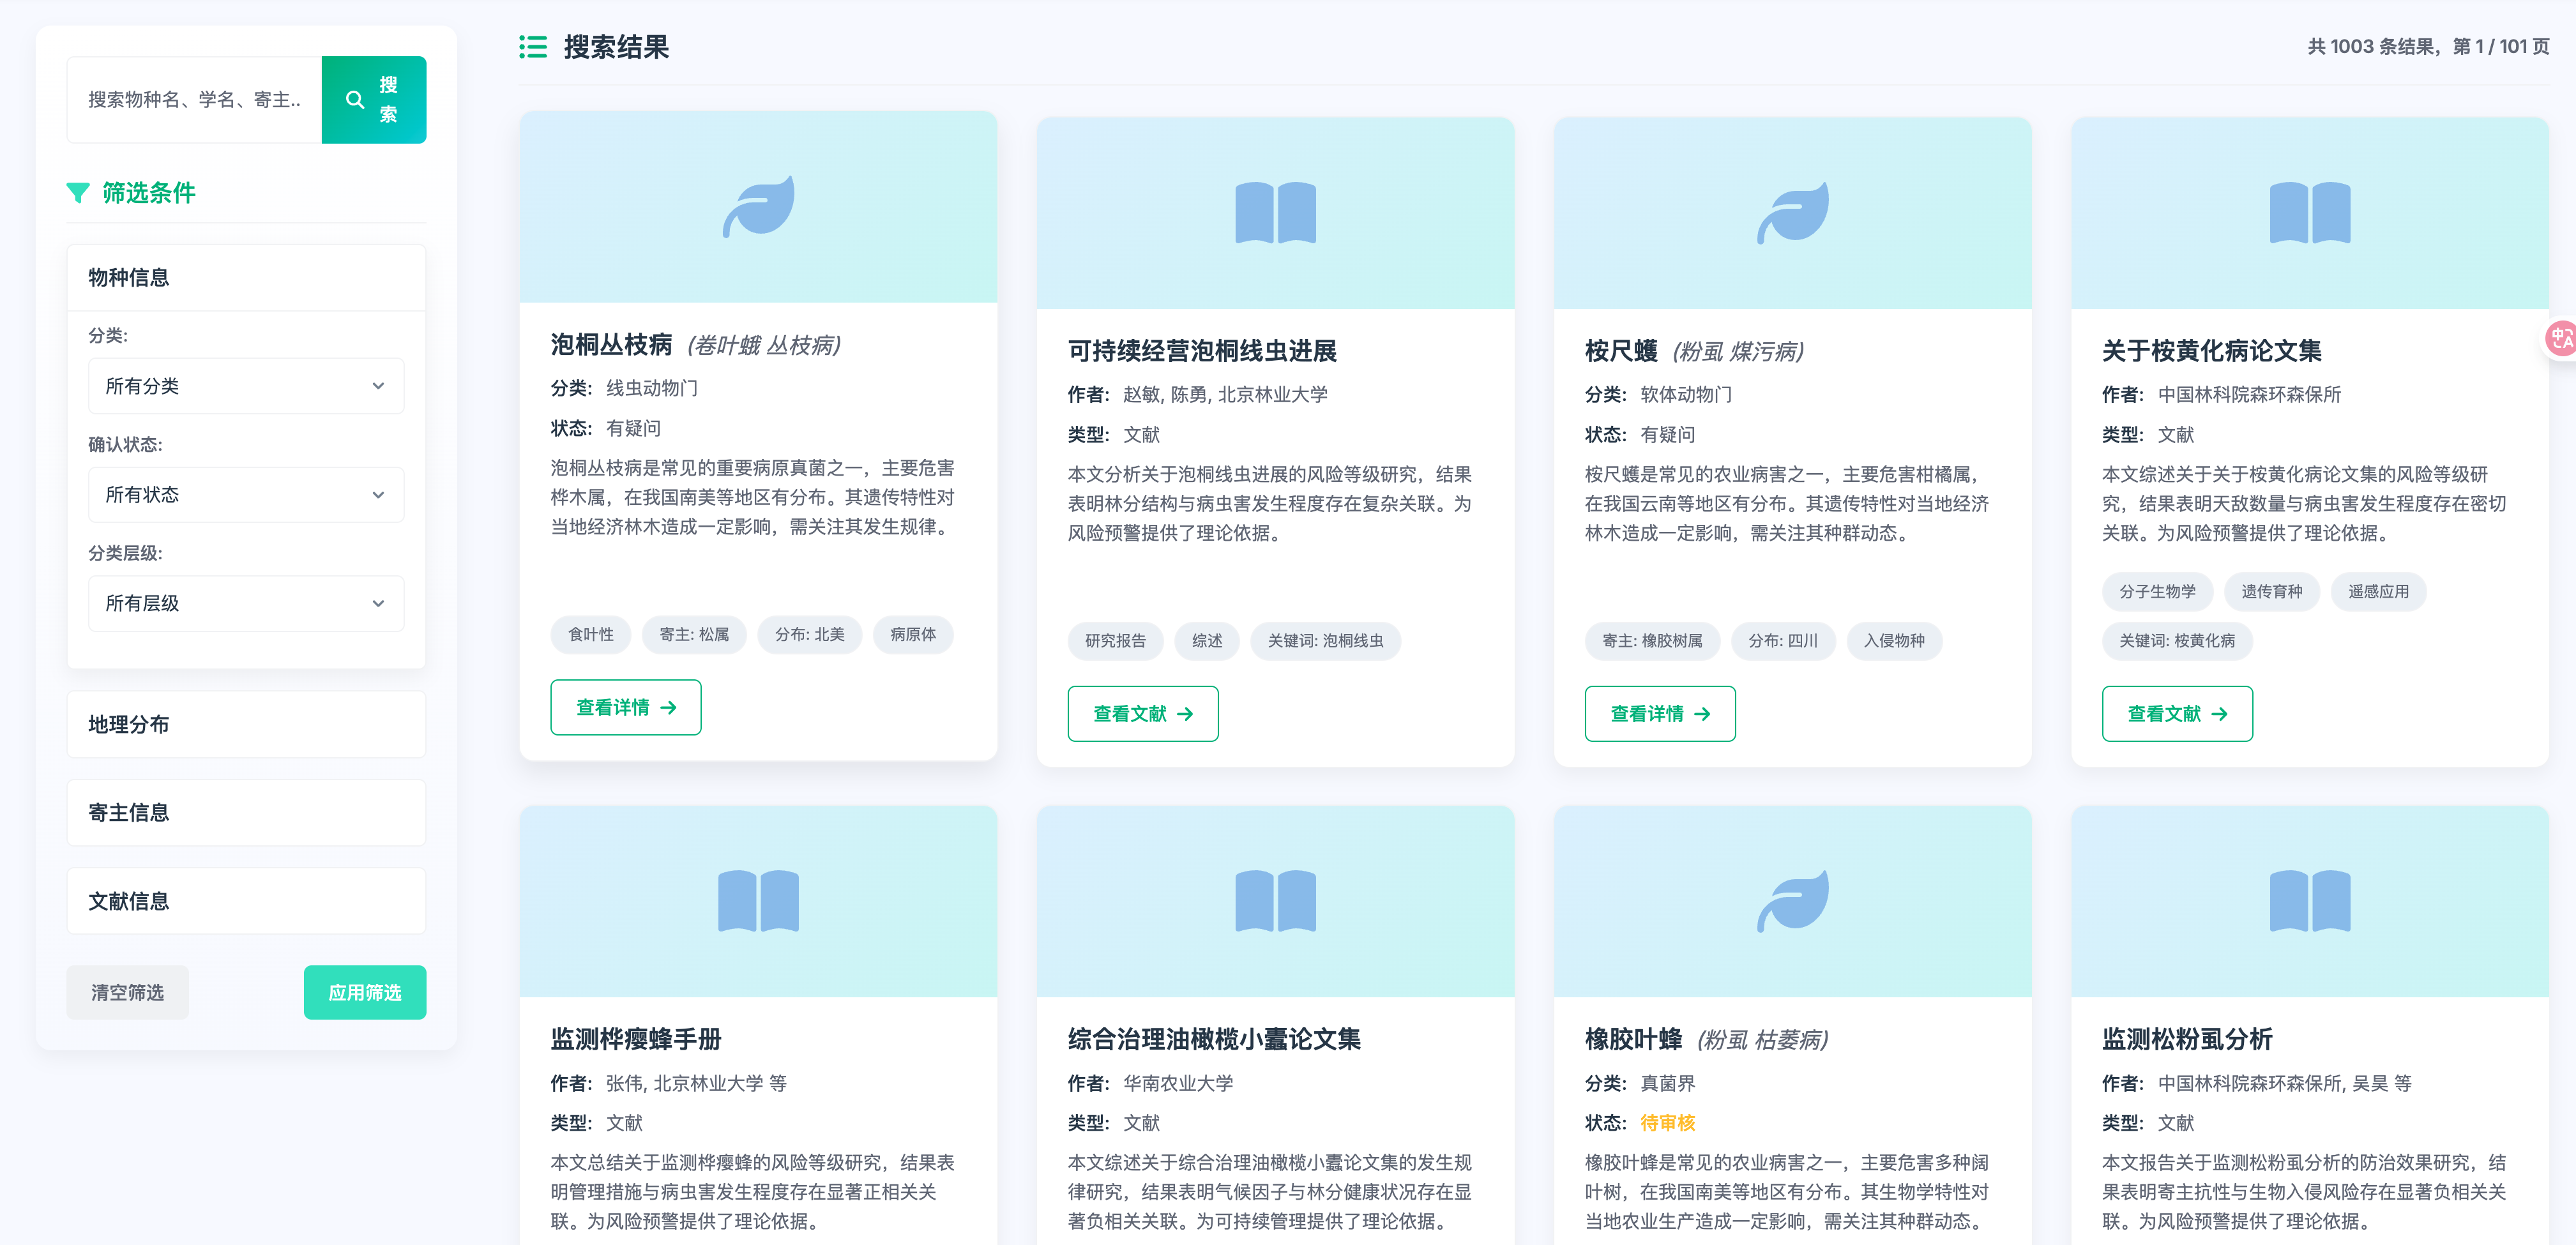 搜索物种名、学名、寄主..
搜
索
筛选条件
物种信息
分类:
所有分类
确认状态:
所有状态
分类层级:
所有层级
地理分布
寄主信息
文献信息
清空筛选
应用筛选
搜索结果
共 1003 条结果，第 1 / 101 页
泡桐丛枝病 (卷叶蛾 丛枝病)
分类: 线虫动物门
状态: 有疑问
泡桐丛枝病是常见的重要病原真菌之一，主要危害
桦木属，在我国南美等地区有分布。其遗传特性对
当地经济林木造成一定影响，需关注其发生规律。
食叶性
寄主: 松属
分布: 北美
病原体
查看详情 →
可持续经营泡桐线虫进展
作者: 赵敏, 陈勇, 北京林业大学
类型: 文献
本文分析关于泡桐线虫进展的风险等级研究，结果
表明林分结构与病虫害发生程度存在复杂关联。为
风险预警提供了理论依据。
研究报告
综述
关键词: 泡桐线虫
查看文献 →
桉尺蠖 (粉虱 煤污病)
分类: 软体动物门
状态: 有疑问
桉尺蠖是常见的农业病害之一，主要危害柑橘属，
在我国云南等地区有分布。其遗传特性对当地经济
林木造成一定影响，需关注其种群动态。
寄主: 橡胶树属
分布: 四川
入侵物种
查看详情 →
关于桉黄化病论文集
作者: 中国林科院森环森保所
类型: 文献
本文综述关于关于桉黄化病论文集的风险等级研
究，结果表明天敌数量与病虫害发生程度存在密切
关联。为风险预警提供了理论依据。
分子生物学
遗传育种
遥感应用
关键词: 桉黄化病
查看文献 →
监测桦瘿蜂手册
作者: 张伟, 北京林业大学 等
类型: 文献
本文总结关于监测桦瘿蜂的风险等级研究，结果表
明管理措施与病虫害发生程度存在显著正相关关
联。为风险预警提供了理论依据。
综合治理油橄榄小蠹论文集
作者: 华南农业大学
类型: 文献
本文综述关于综合治理油橄榄小蠹论文集的发生规
律研究，结果表明气候因子与林分健康状况存在显
著负相关关联。为可持续管理提供了理论依据。
橡胶叶蜂 (粉虱 枯萎病)
分类: 真菌界
状态: 待审核
橡胶叶蜂是常见的农业病害之一，主要危害多种阔
叶树，在我国南美等地区有分布。其生物学特性对
当地农业生产造成一定影响，需关注其种群动态。
监测松粉虱分析
作者: 中国林科院森环森保所, 吴昊 等
类型: 文献
本文报告关于监测松粉虱分析的防治效果研究，结
果表明寄主抗性与生物入侵风险存在显著负相关关
联。为风险预警提供了理论依据。